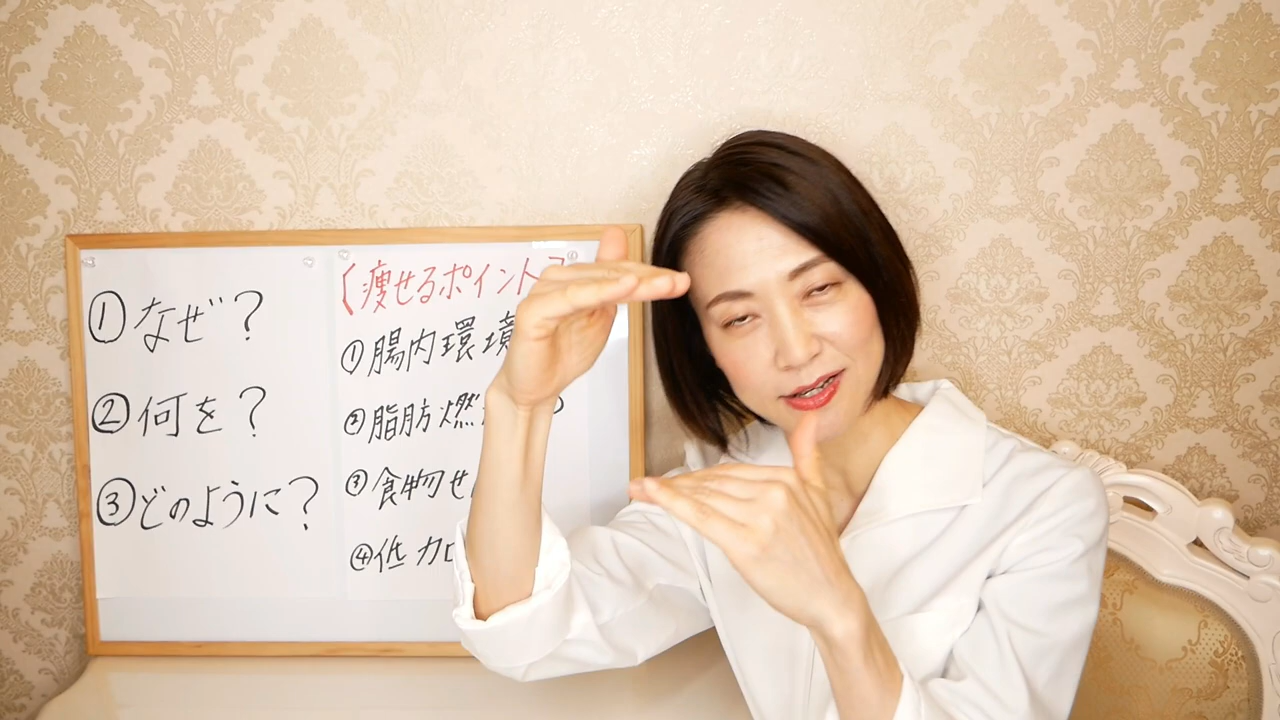 ①なぜ?
②何を?
③どのように?
〈痩せるポイント
①腸内環境
②脂肪燃
③食物せ
④低カロ